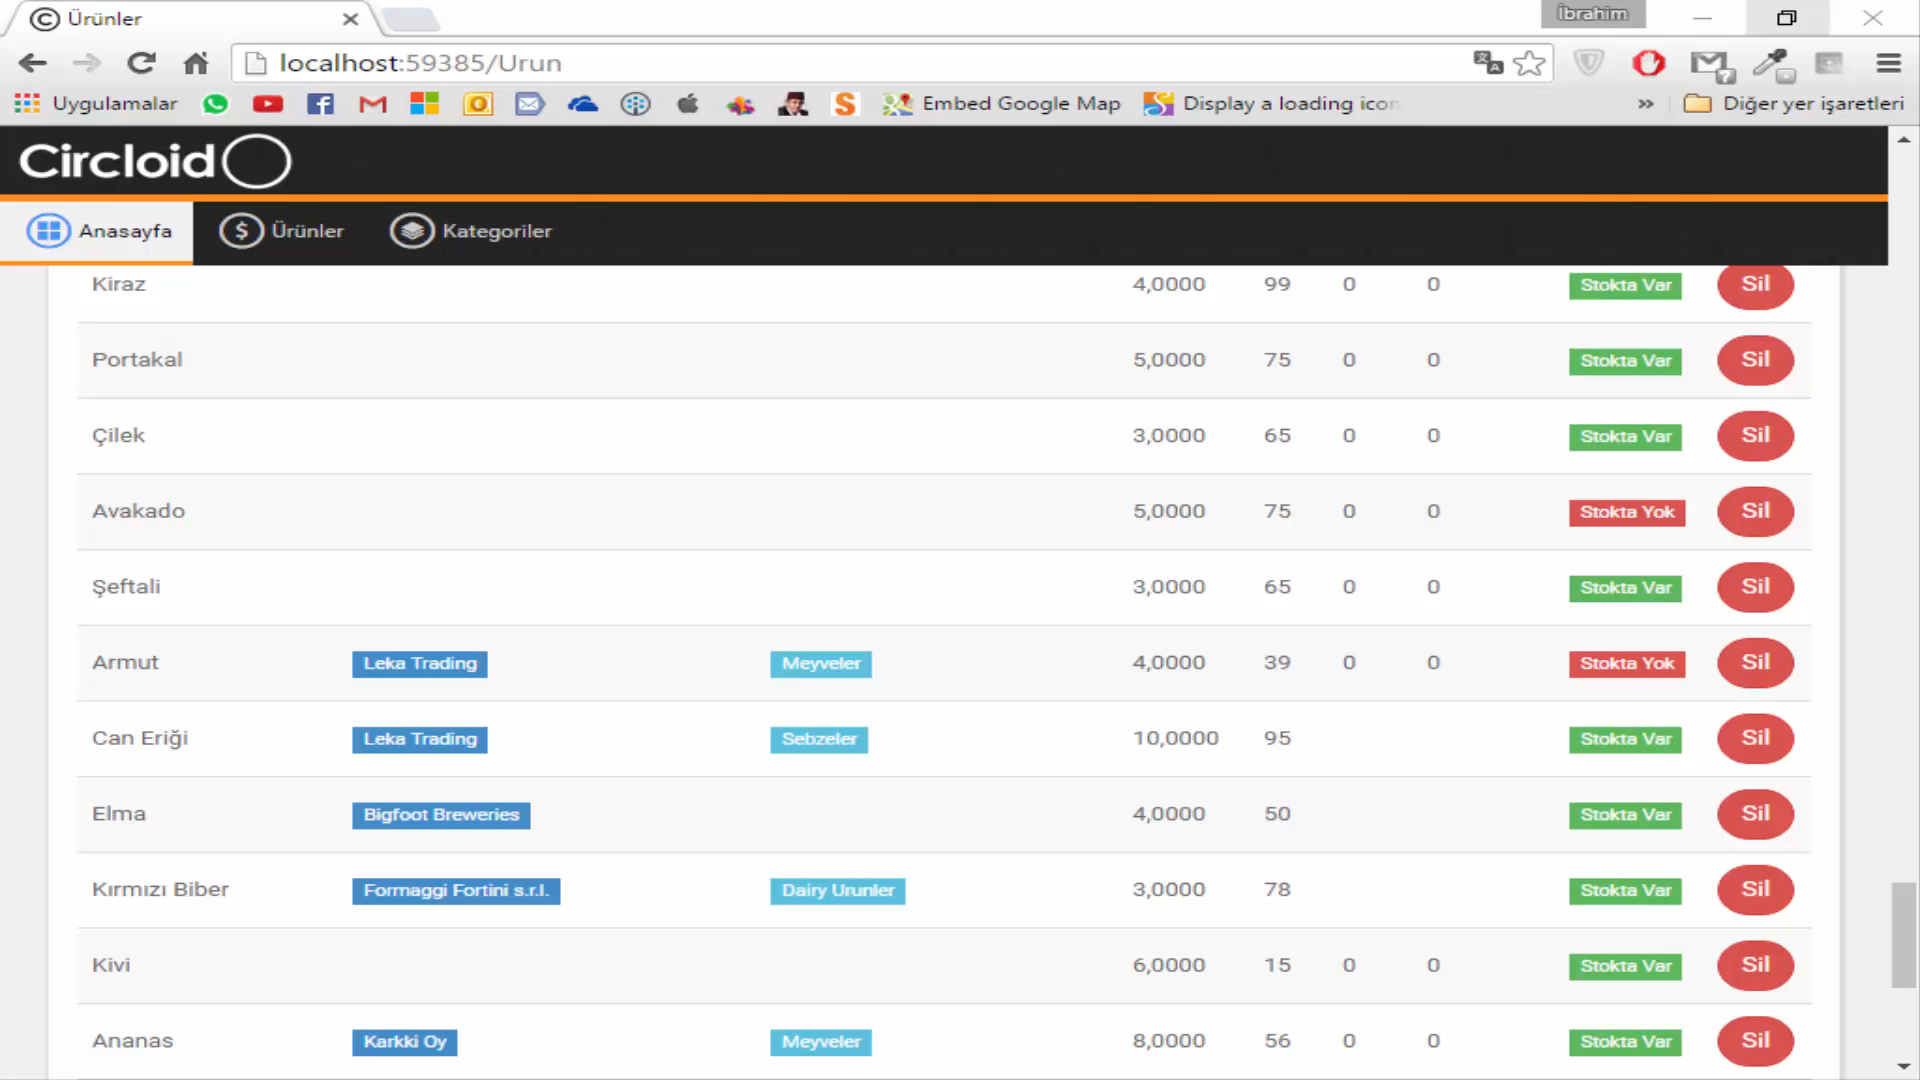 Ürünler
İbrahim
localhost:59385/Urun
Uygulamalar
Embed Google Map
Display a loading icon
»
Diğer yer işaretleri
Circloid
Anasayfa
Ürünler
Kategoriler
Kiraz 4,0000 99 0 0 Stokta Var Sil
Portakal 5,0000 75 0 0 Stokta Var Sil
Çilek 3,0000 65 0 0 Stokta Var Sil
Avakado 5,0000 75 0 0 Stokta Yok Sil
Şeftali 3,0000 65 0 0 Stokta Var Sil
Armut Leka Trading Meyveler 4,0000 39 0 0 Stokta Yok Sil
Can Eriği Leka Trading Sebzeler 10,0000 95 Stokta Var Sil
Elma Bigfoot Breweries 4,0000 50 Stokta Var Sil
Kırmızı Biber Formaggi Fortini s.r.l. Dairy Urunler 3,0000 78 Stokta Var Sil
Kivi 6,0000 15 0 0 Stokta Var Sil
Ananas Karkki Oy Meyveler 8,0000 56 0 0 Stokta Var Sil